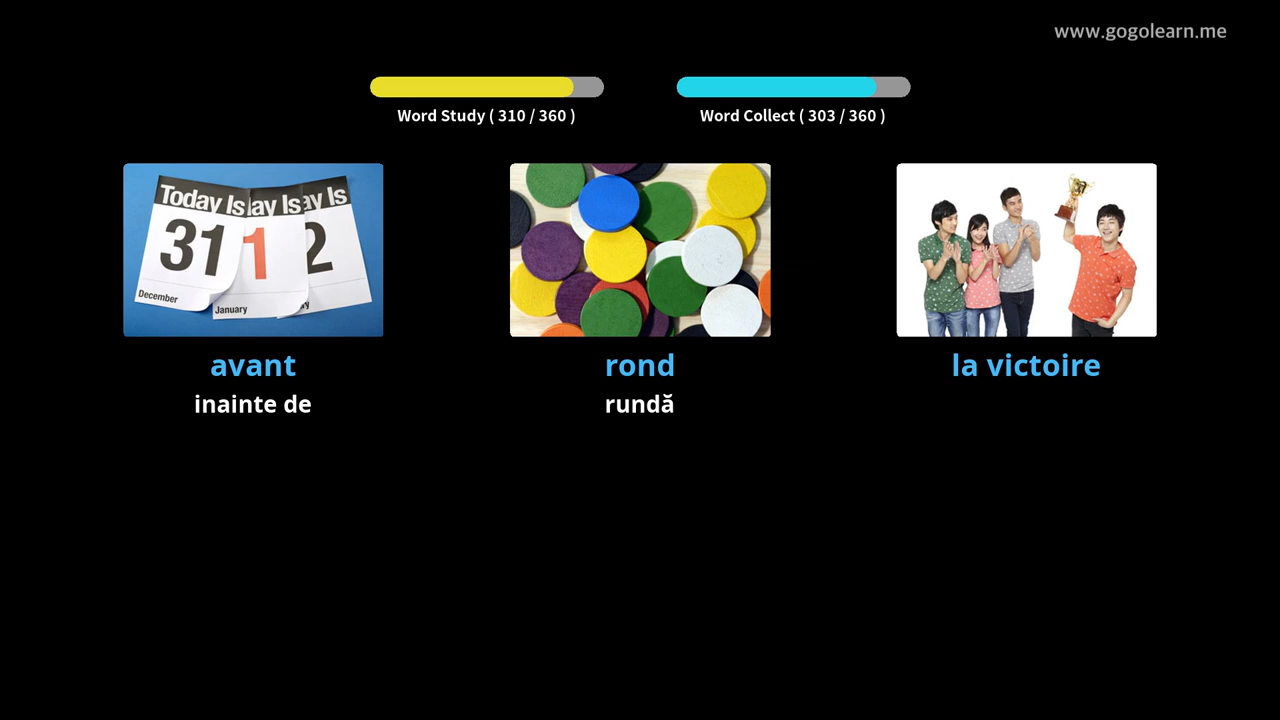 www.gogolearn.me
Word Study ( 310 / 360 )
Word Collect ( 303 / 360 )
Today Is
31
December
ay Is
1
January
ay Is
2
ry
avant
rond
la victoire
inainte de
rundă